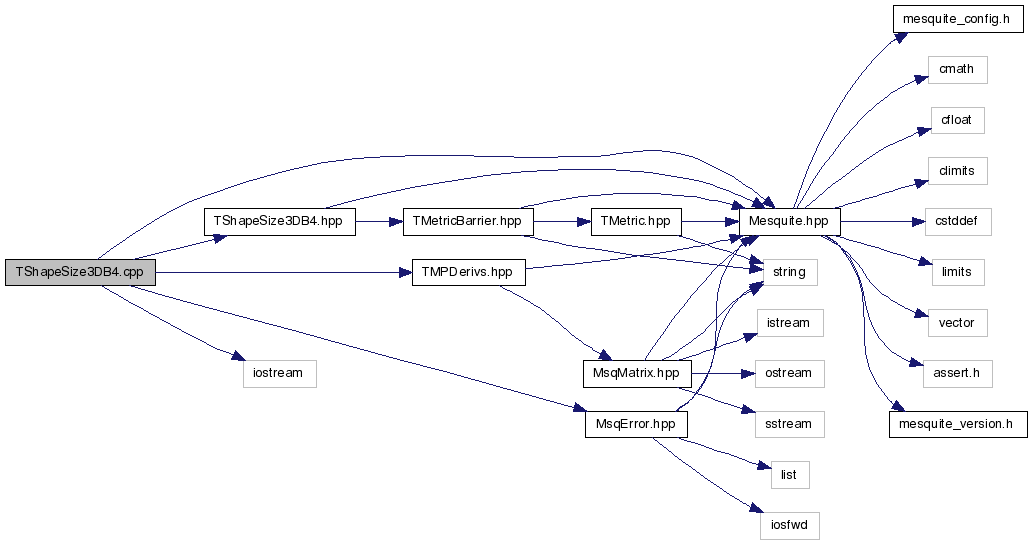 mesquite_config.h
cmath
cfloat
climits
TShapeSize3DB4.hpp
TMetricBarrier.hpp
TMetric.hpp
Mesquite.hpp
cstddef
TShapeSize3DB4.cpp
TMPDerivs.hpp
string
limits
istream
vector
iostream
MsqMatrix.hpp
ostream
assert.h
MsqError.hpp
sstream
mesquite_version.h
list
iosfwd